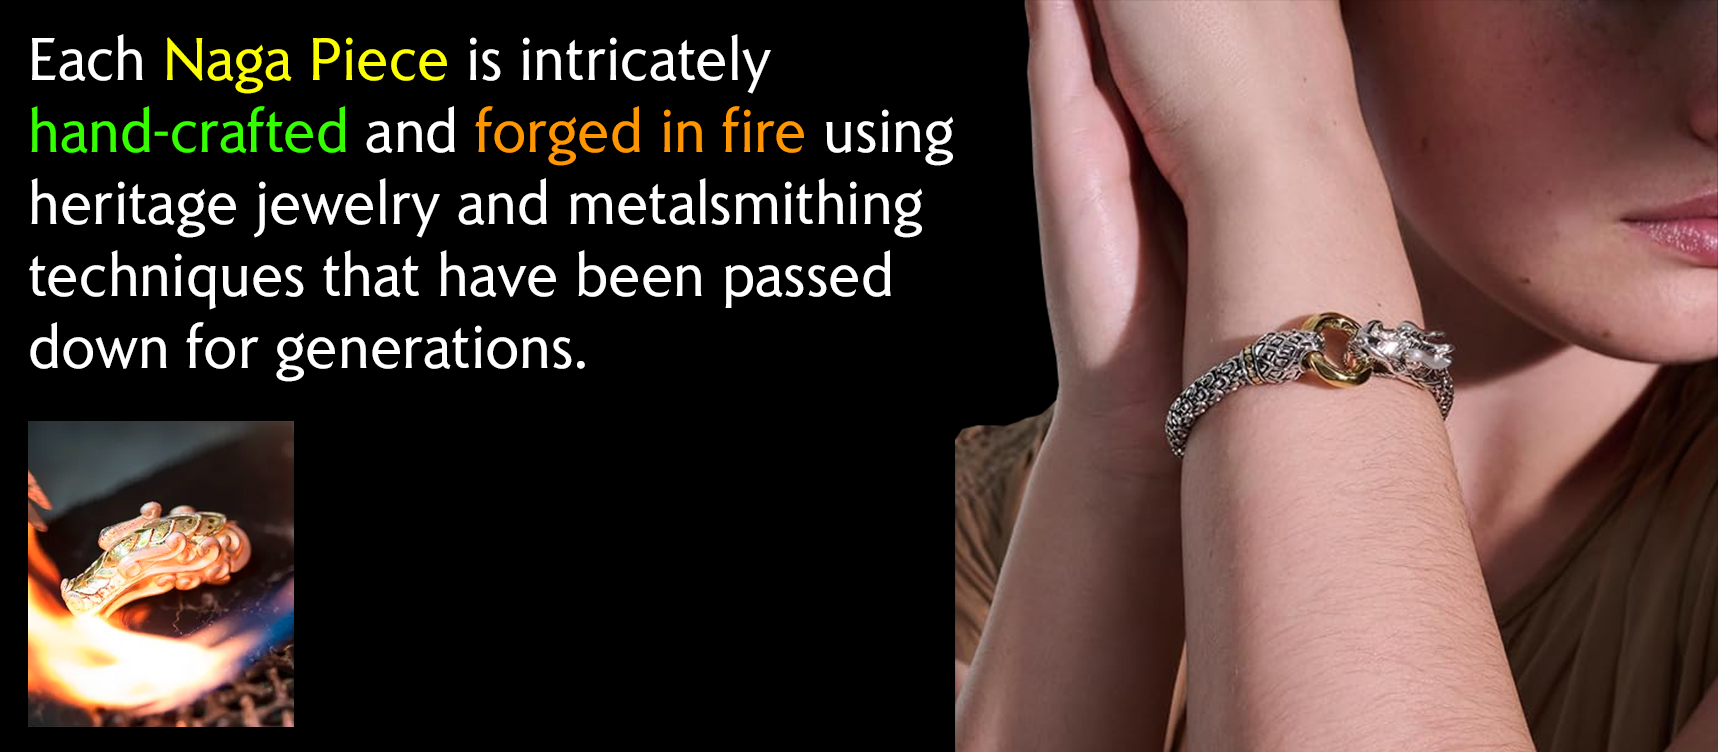 Each Naga Piece is intricately
hand-crafted and forged in fire using
heritage jewelry and metalsmithing
techniques that have been passed
down for generations.